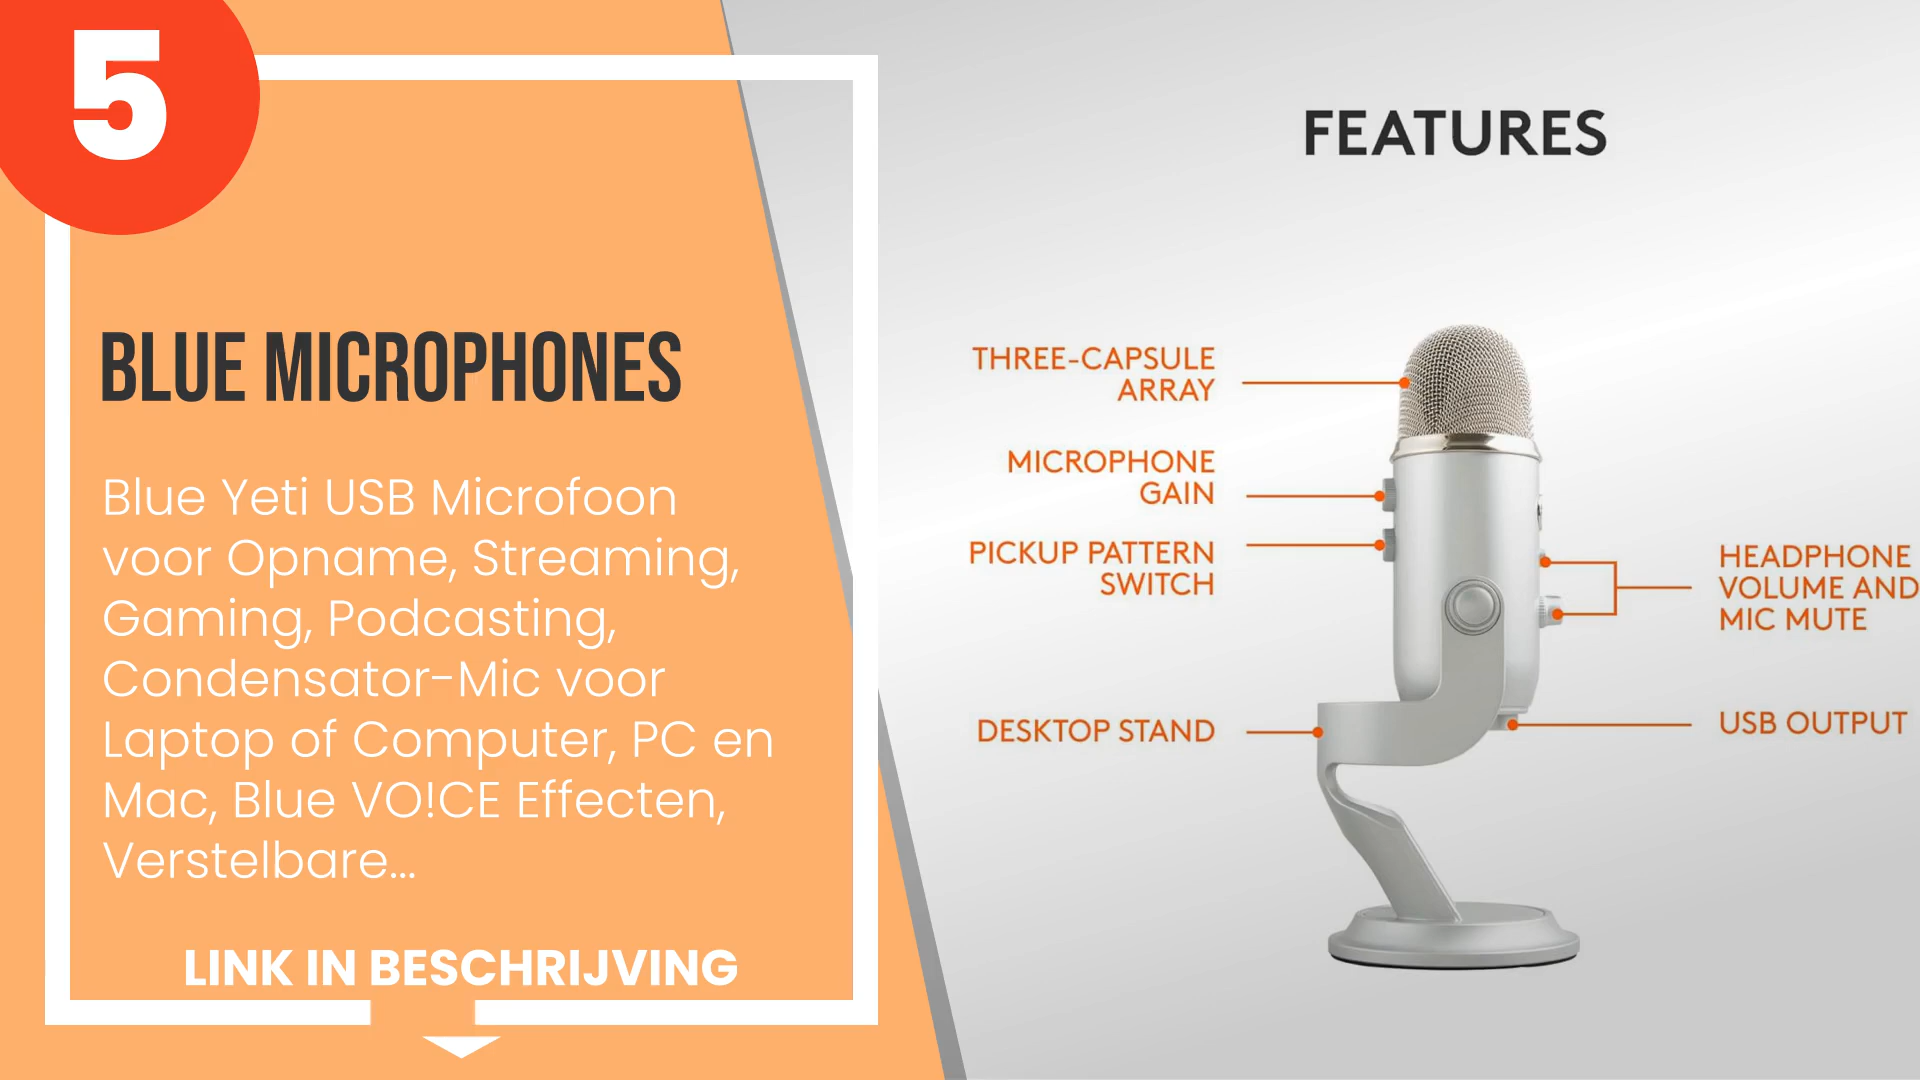 5
BLUE MICROPHONES
Blue Yeti USB Microfoon
voor Opname, Streaming,
Gaming, Podcasting,
Condensator-Mic voor
Laptop of Computer, PC en
Mac, Blue VO!CE Effecten,
Verstelbare...
LINK IN BESCHRIJVING
FEATURES
THREE-CAPSULE
ARRAY
MICROPHONE
GAIN
PICKUP PATTERN
SWITCH
DESKTOP STAND
HEADPHONE
VOLUME AND
MIC MUTE
USB OUTPUT